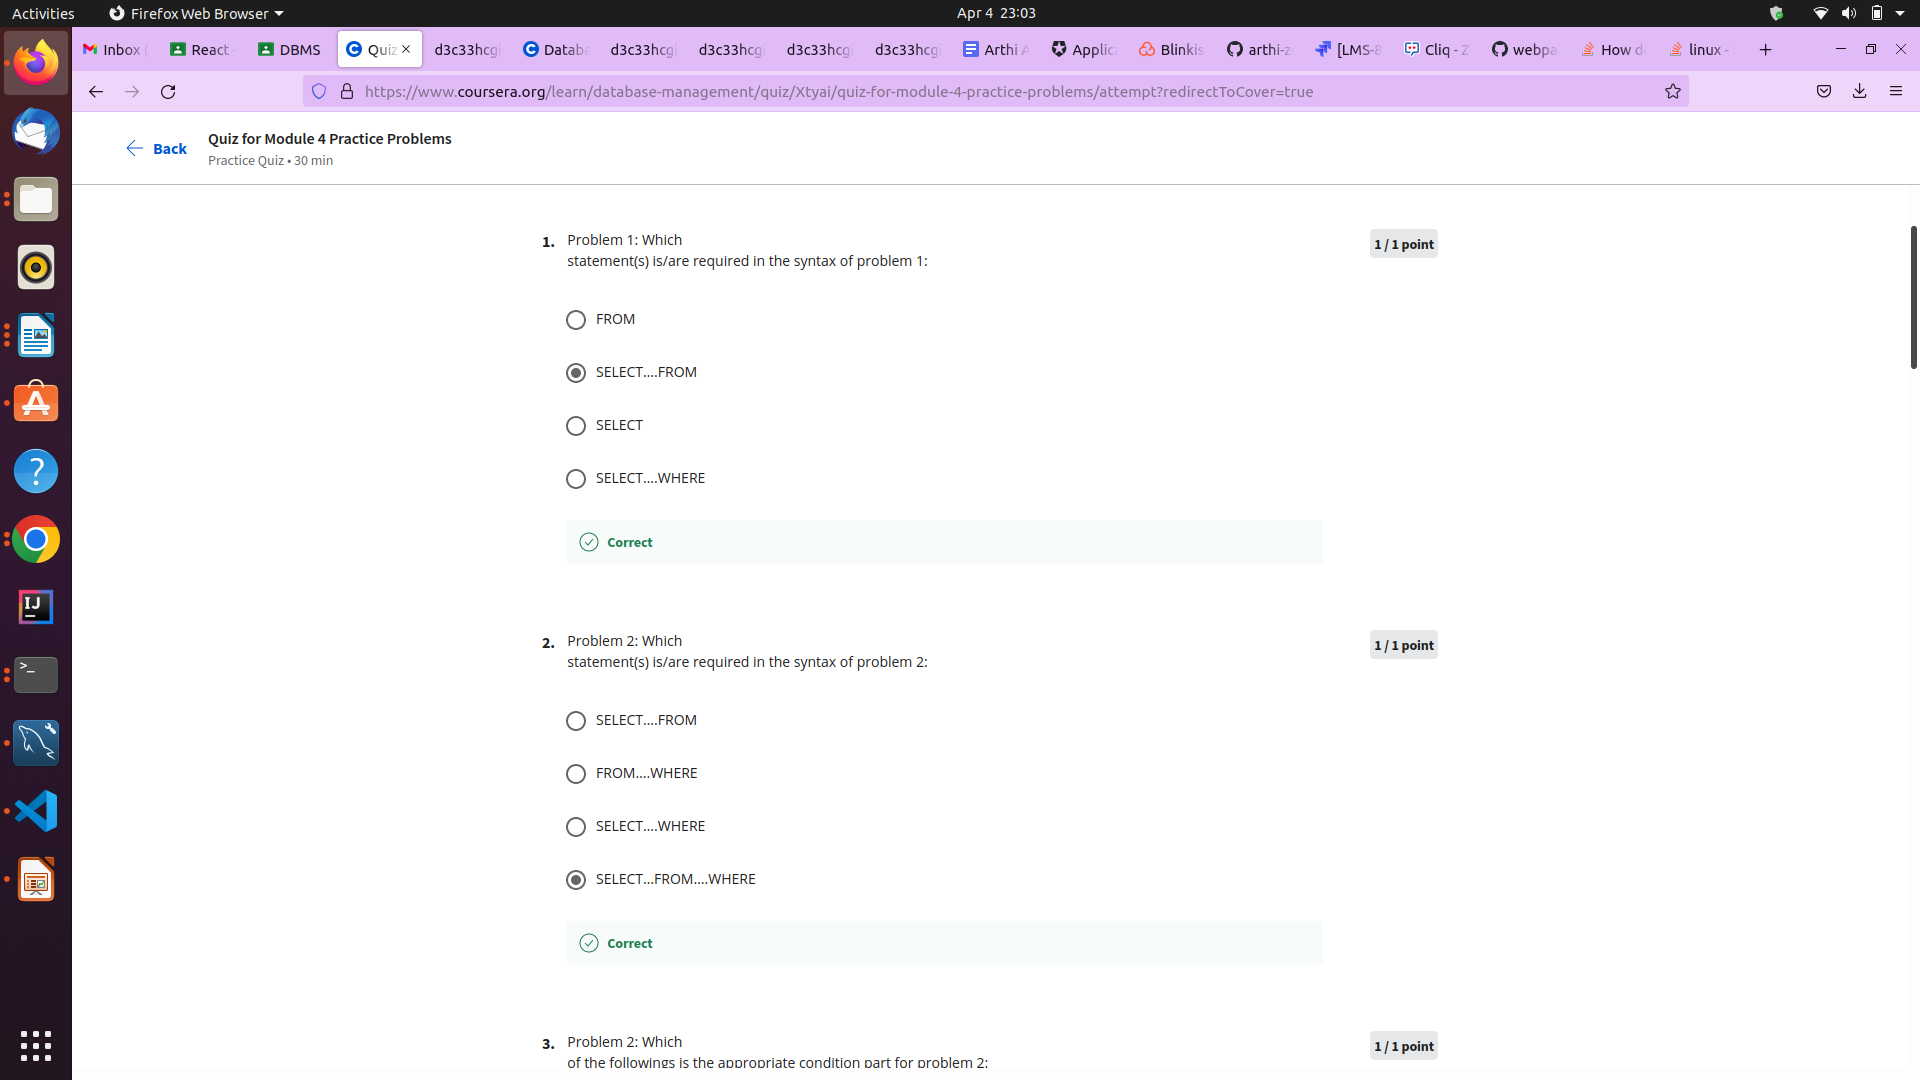 Activities
Firefox Web Browser
Apr 4 23:03
Inbox (
React
DBMS
Quiz
d3c33hcgi
Databa
d3c33hcgi
d3c33hcgi
d3c33hcgi
d3c33hcgi
Arthi A
Applic
Blinkis
arthi-z
[LMS-8
Cliq - Z
webpa
How d
linux -
https://www.coursera.org/learn/database-management/quiz/Xtyai/quiz-for-module-4-practice-problems/attempt?redirectToCover=true
Back
Quiz for Module 4 Practice Problems
Practice Quiz • 30 min
1. Problem 1: Which
statement(s) is/are required in the syntax of problem 1:
1 / 1 point
FROM
SELECT....FROM
SELECT
SELECT....WHERE
Correct
2. Problem 2: Which
statement(s) is/are required in the syntax of problem 2:
1 / 1 point
SELECT....FROM
FROM....WHERE
SELECT....WHERE
SELECT...FROM....WHERE
Correct
3. Problem 2: Which
of the followings is the appropriate condition part for problem 2:
1 / 1 point